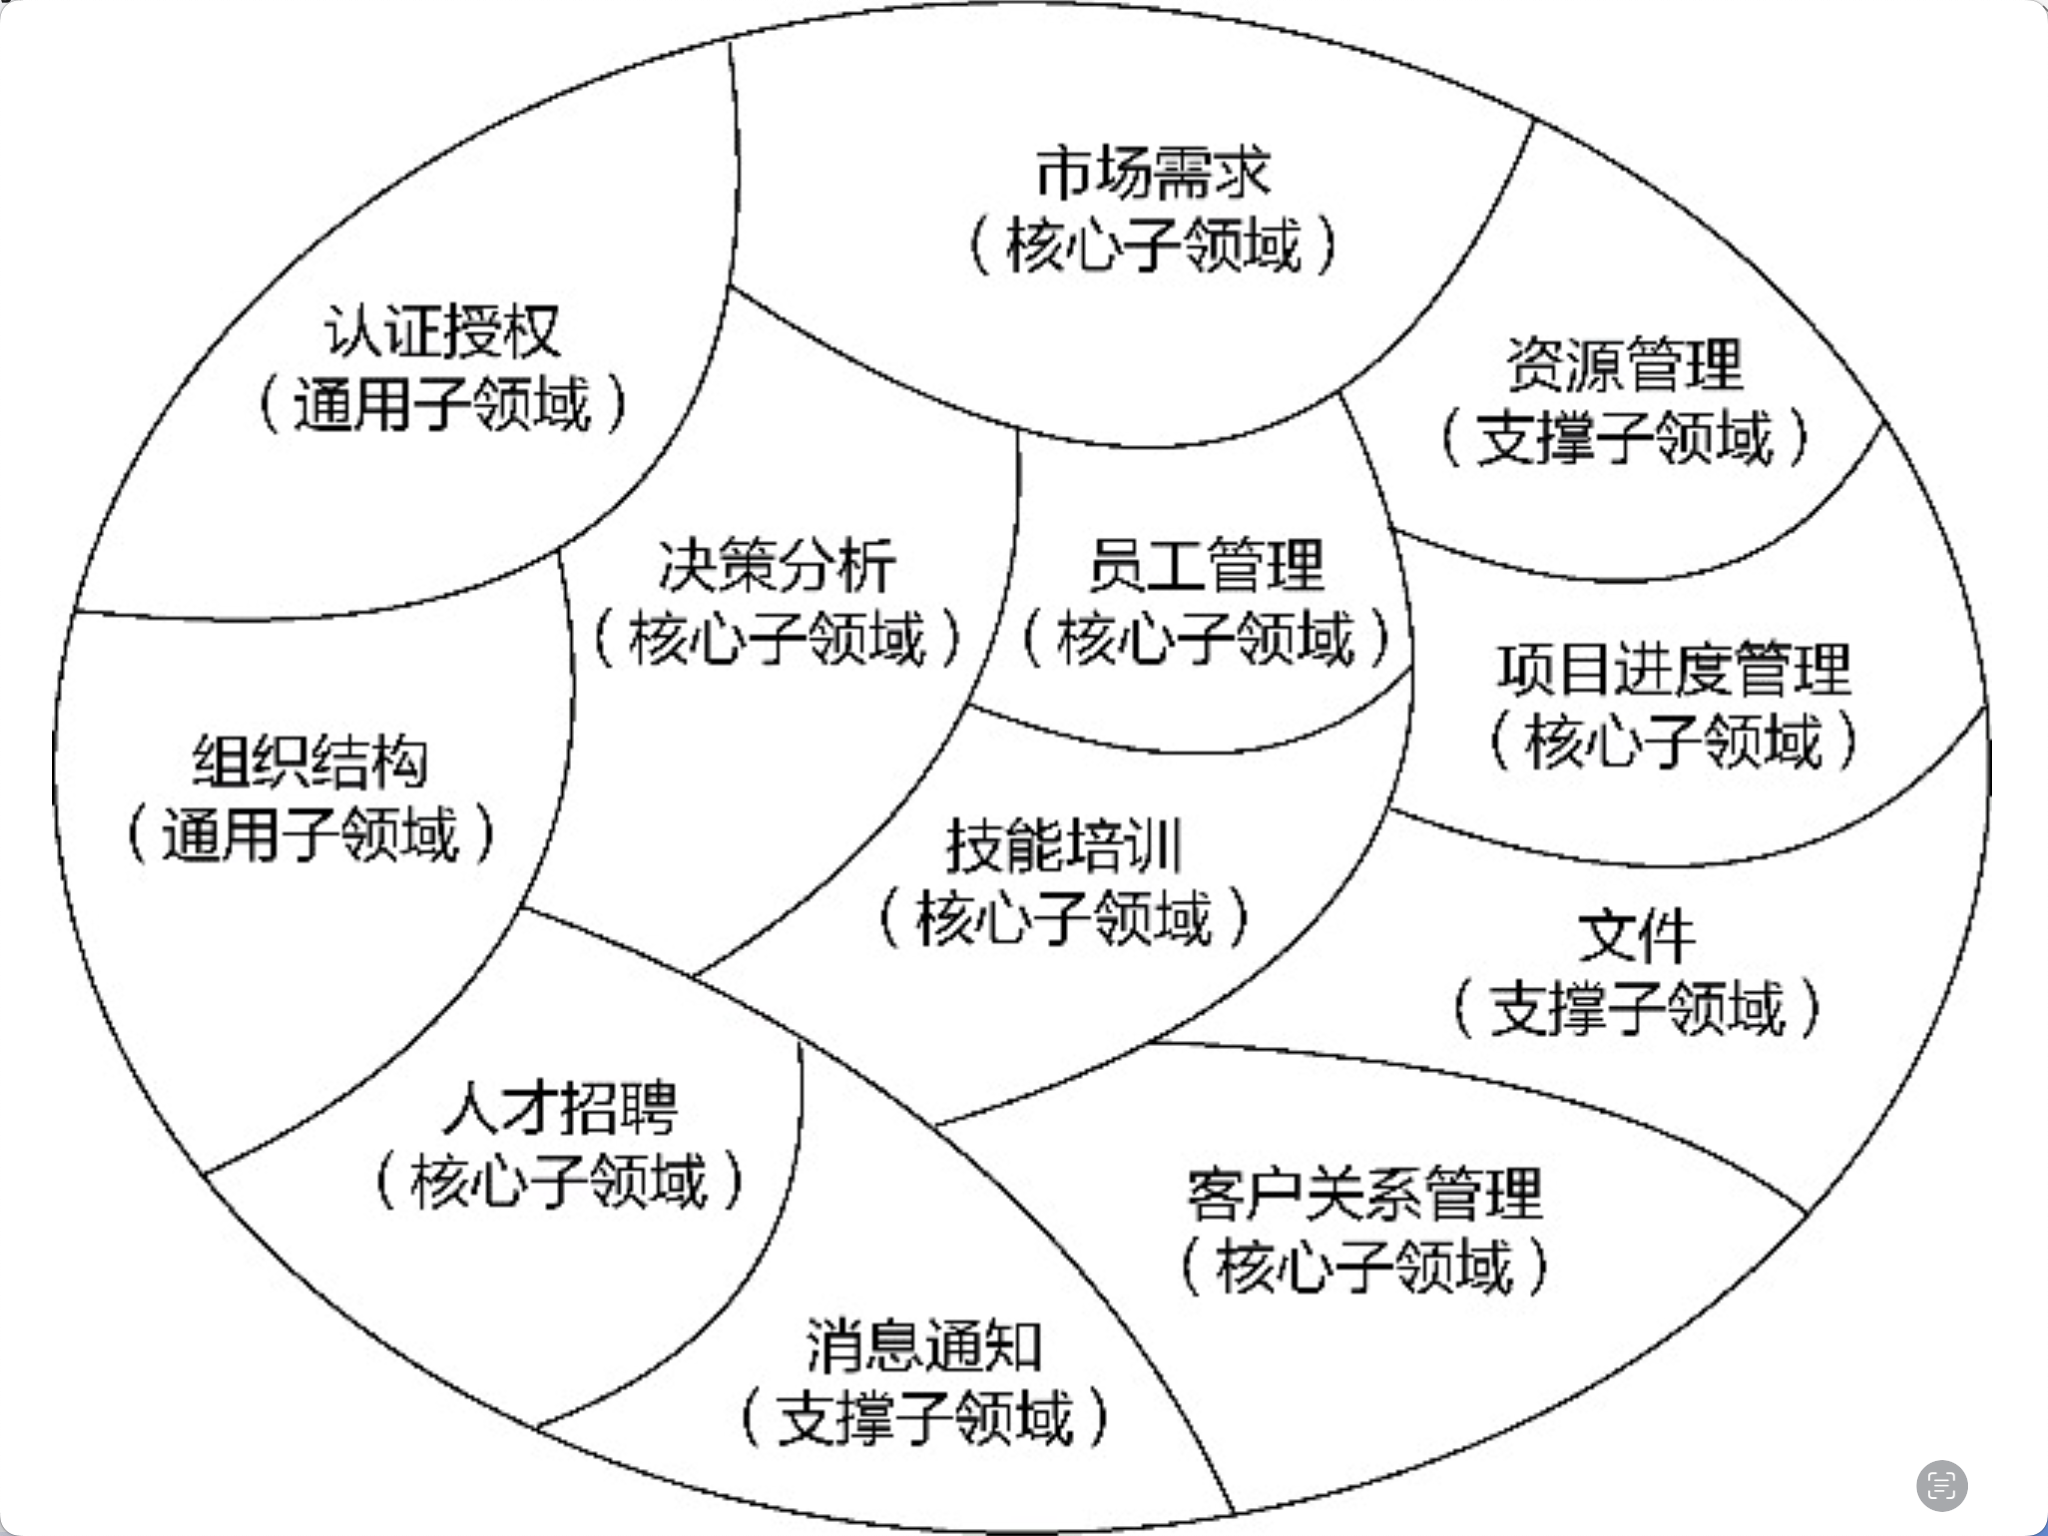 市场需求
（核心子领域）
认证授权
（通用子领域）
资源管理
（支撑子领域）
决策分析
（核心子领域）
员工管理
（核心子领域）
项目进度管理
（核心子领域）
组织结构
（通用子领域）
技能培训
（核心子领域）
文件
（支撑子领域）
人才招聘
（核心子领域）
客户关系管理
（核心子领域）
消息通知
（支撑子领域）